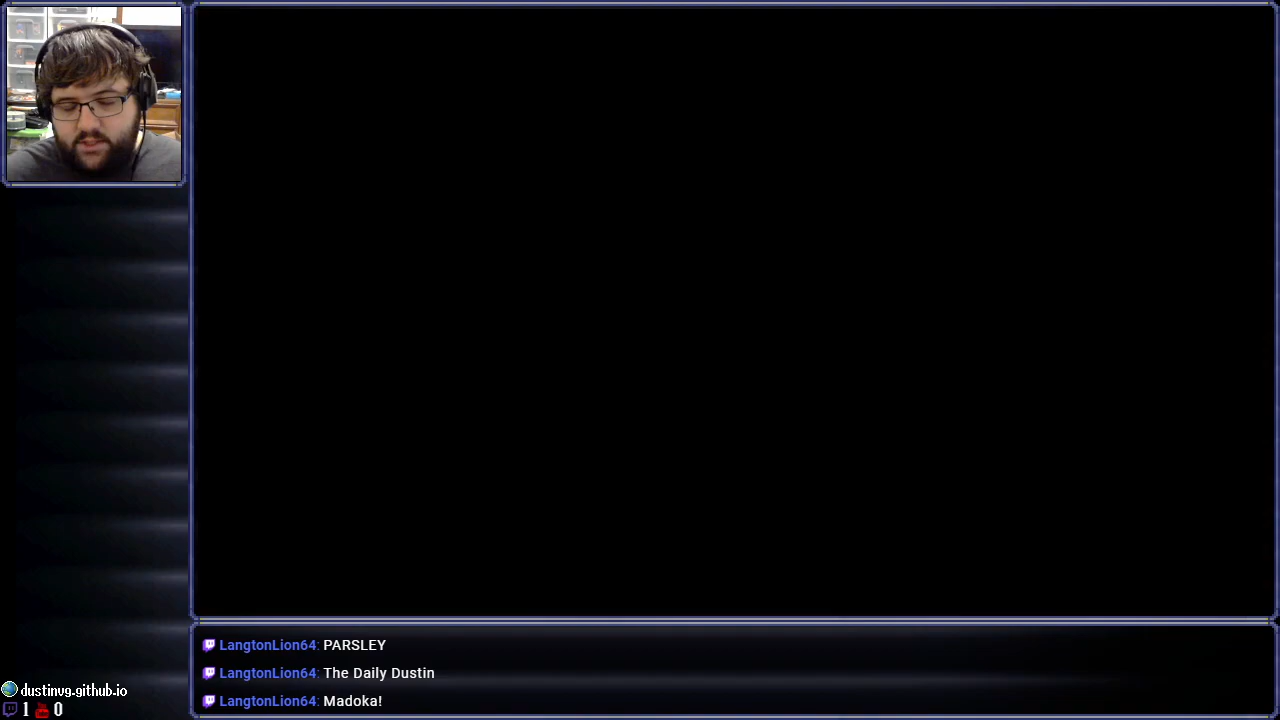 LangtonLion64: PARSLEY
LangtonLion64: The Daily Dustin
LangtonLion64: Madoka!
dustinvg.github.io
1 0